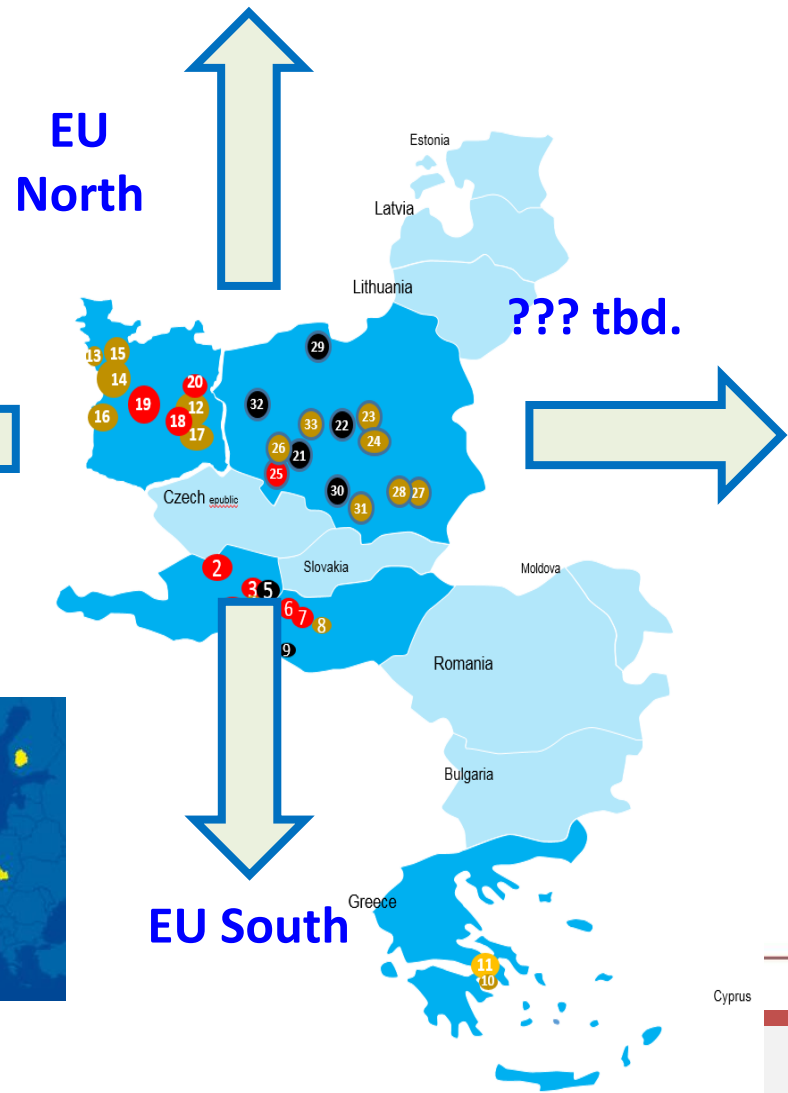 EU
North
Estonia
Latvia
Lithuania
??? tbd.
29
13
15
14
20
19
12
32
16
18
17
23
33
22
24
26
21
25
30
28
27
31
Czech epublic
2
Slovakia
Moldova
3
5
6
7
8
9
Romania
Bulgaria
Greece
EU South
11
10
Cyprus